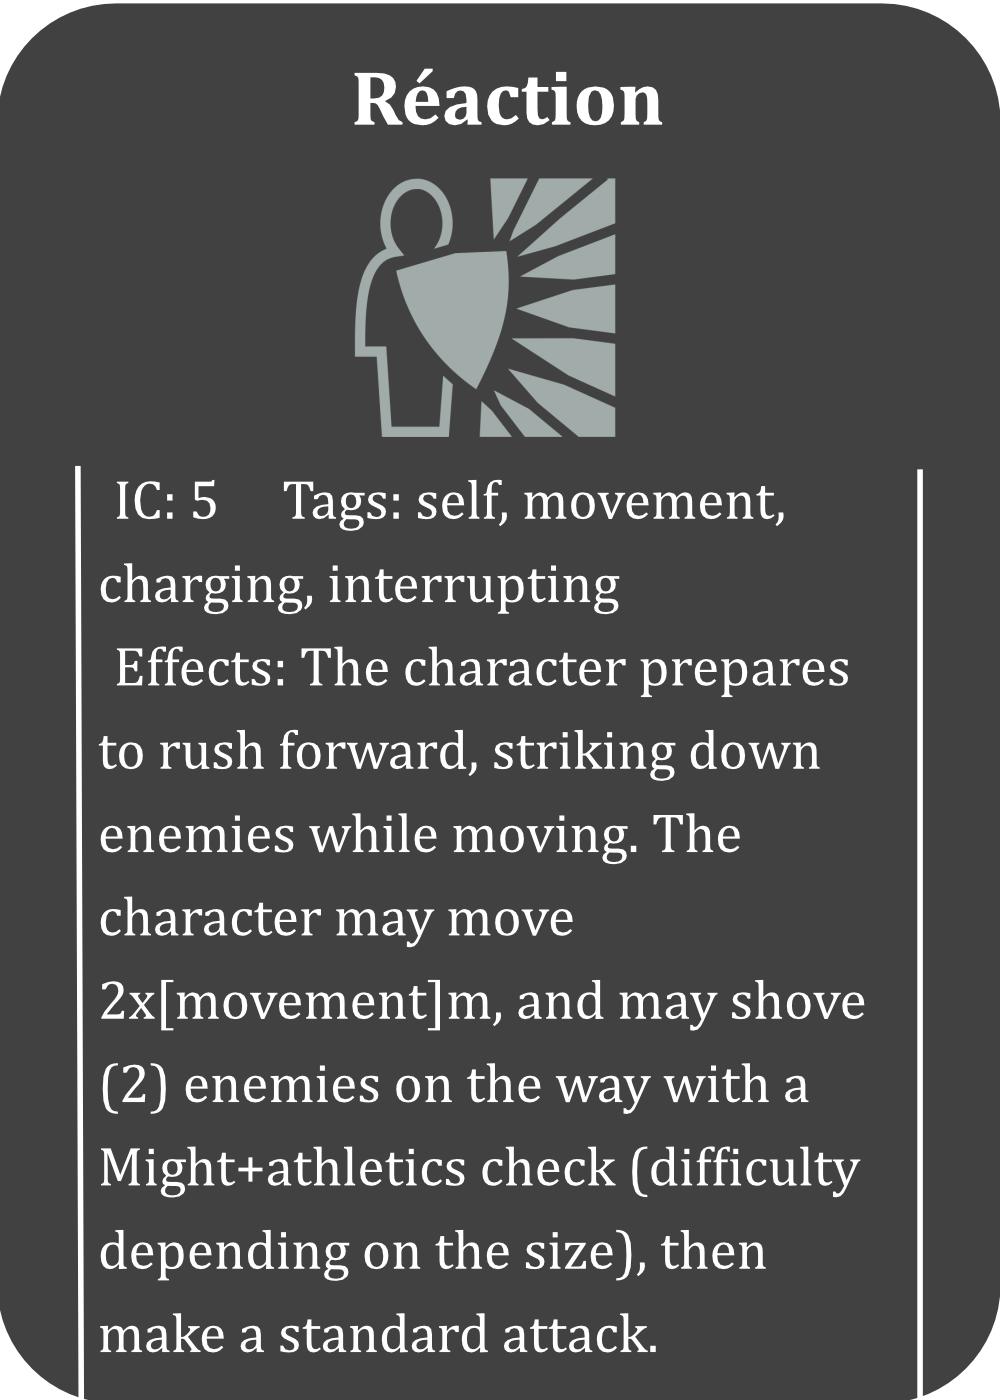 Réaction
IC: 5 Tags: self, movement,
charging, interrupting
Effects: The character prepares
to rush forward, striking down
enemies while moving. The
character may move
2x[movement]m, and may shove
(2) enemies on the way with a
Might+athletics check (difficulty
depending on the size), then
make a standard attack.